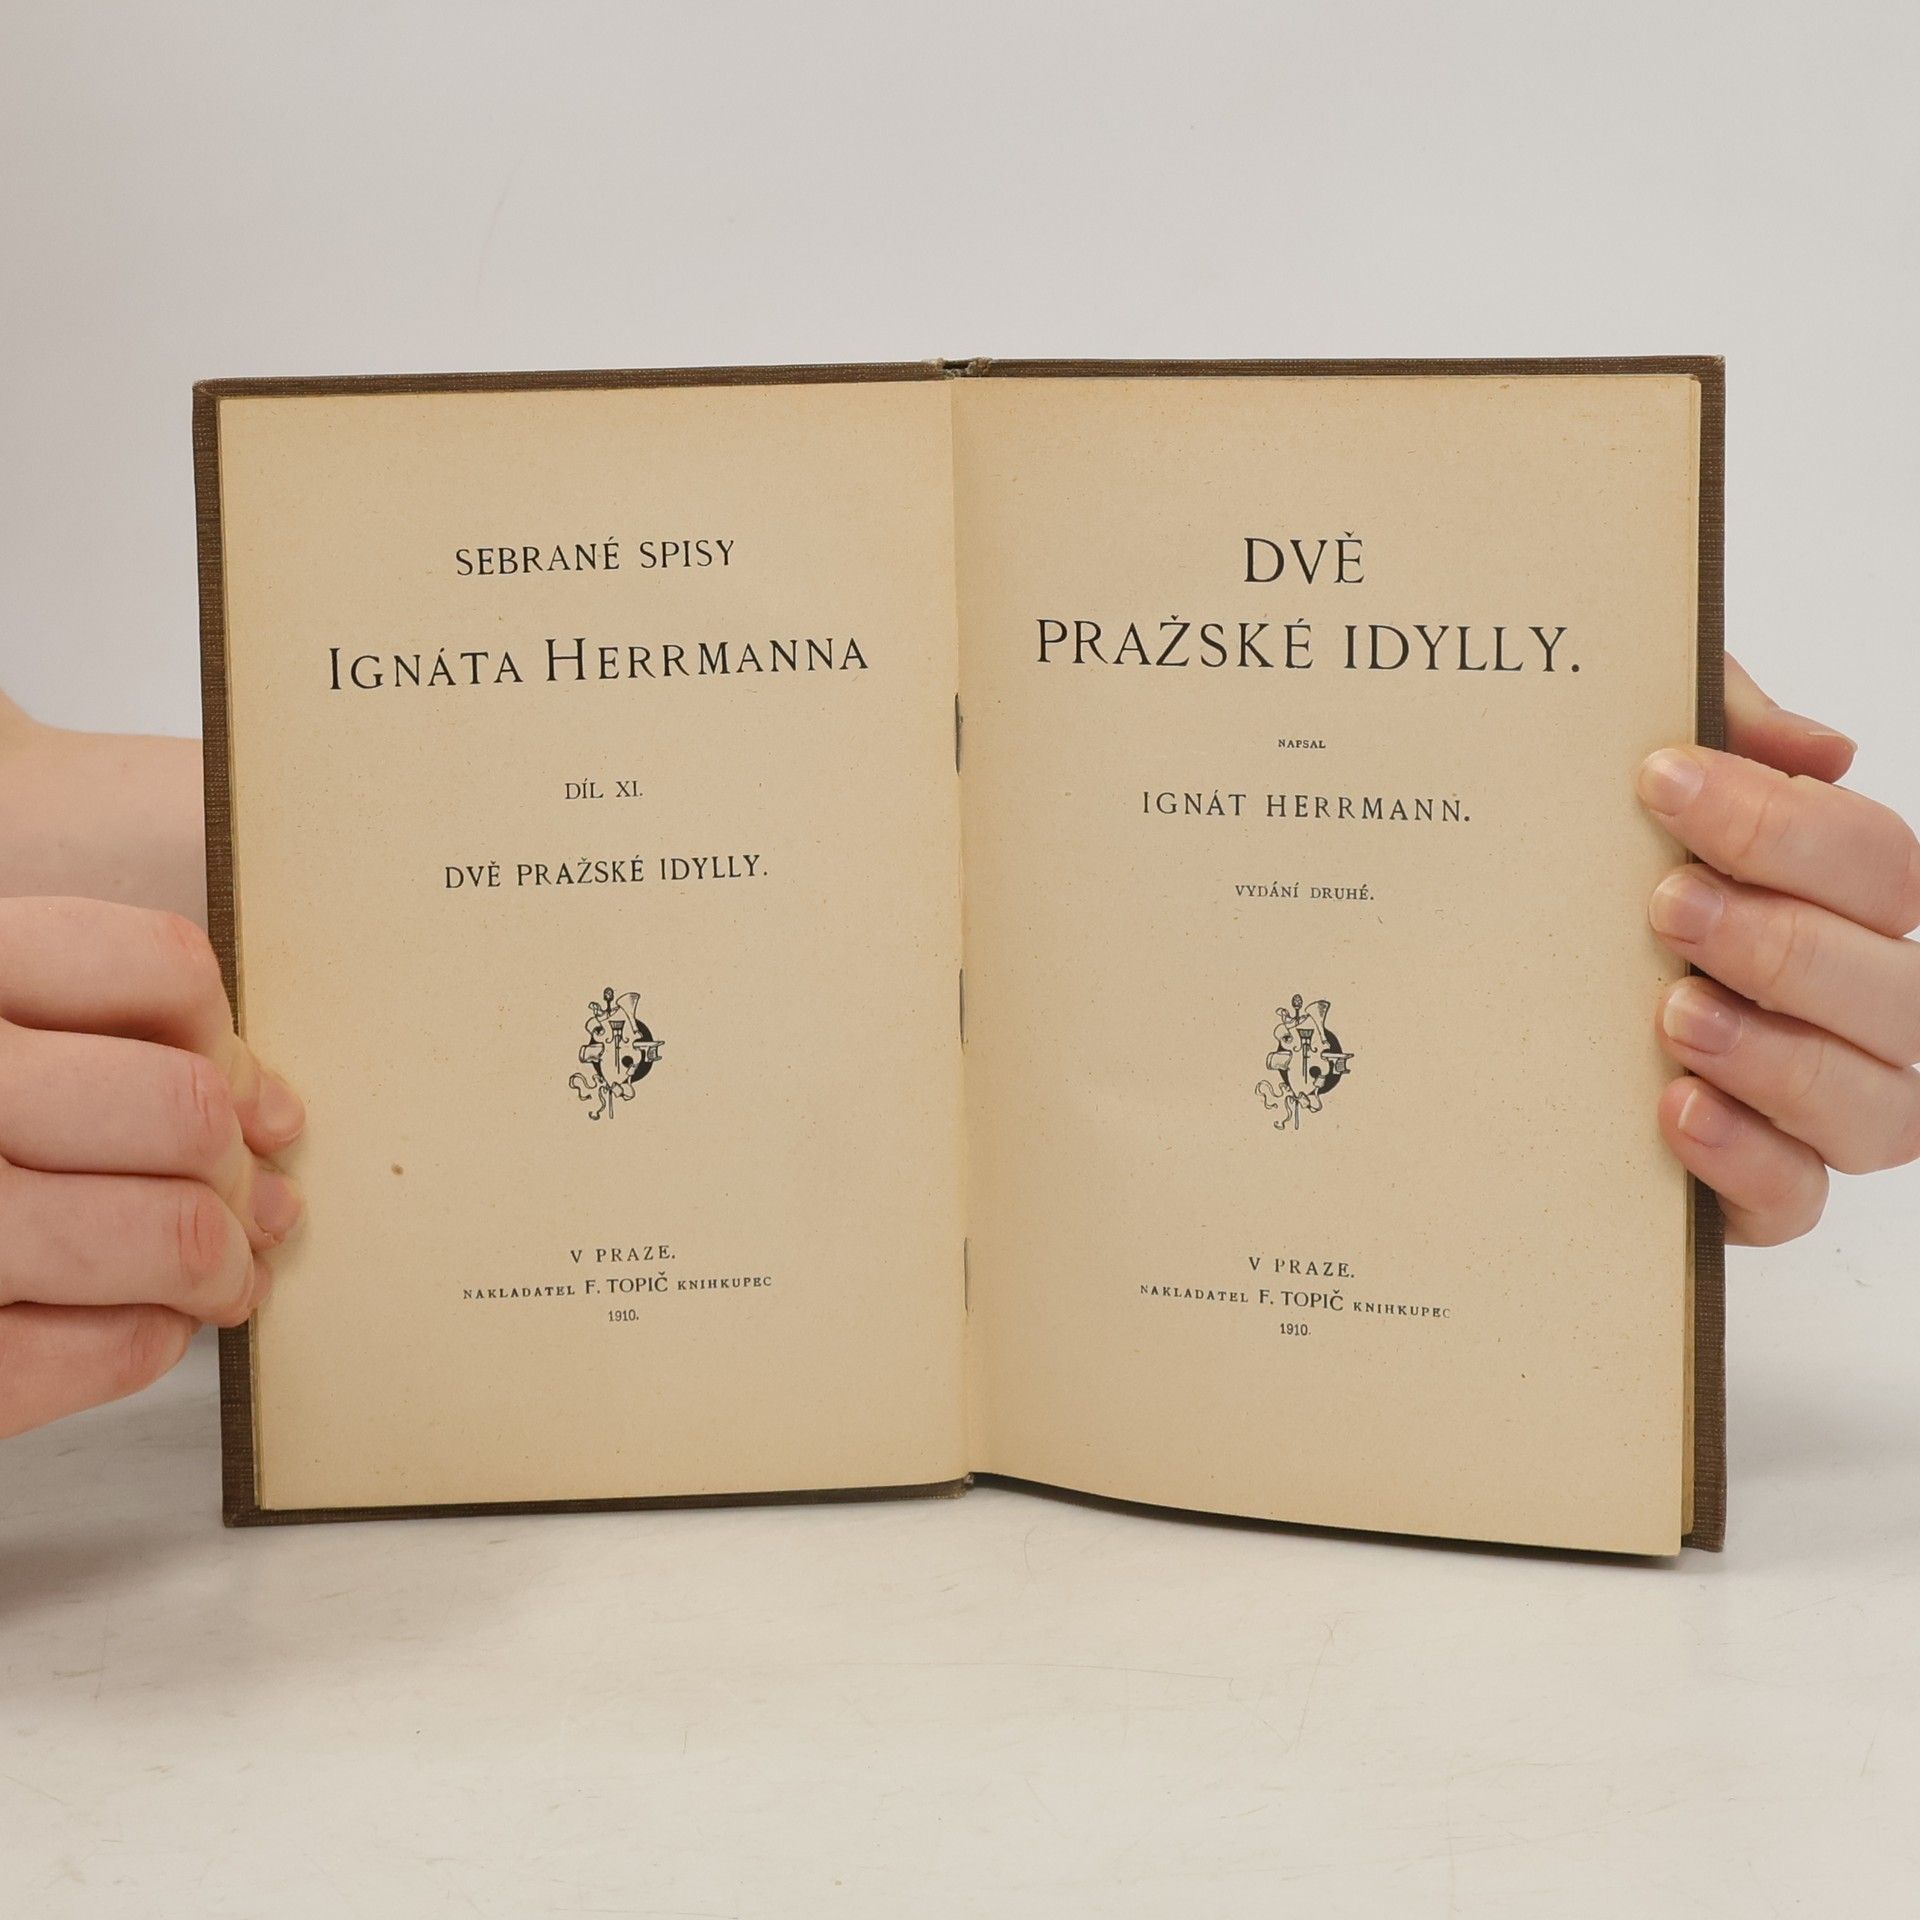 SEBRANÉ SPISY
IGNÁTA HERRMANNA
DÍL XI.
DVĚ PRAŽSKÉ IDYLLY.
V PRAZE.
NAKLADATEL F. TOPIČ KNIHKUPEC
1910.
DVĚ
PRAŽSKÉ IDYLLY.
NAPSAL
IGNÁT HERRMANN.
VYDÁNÍ DRUHÉ.
V PRAZE.
NAKLADATEL F. TOPIČ KNIHKUPEC
1910.